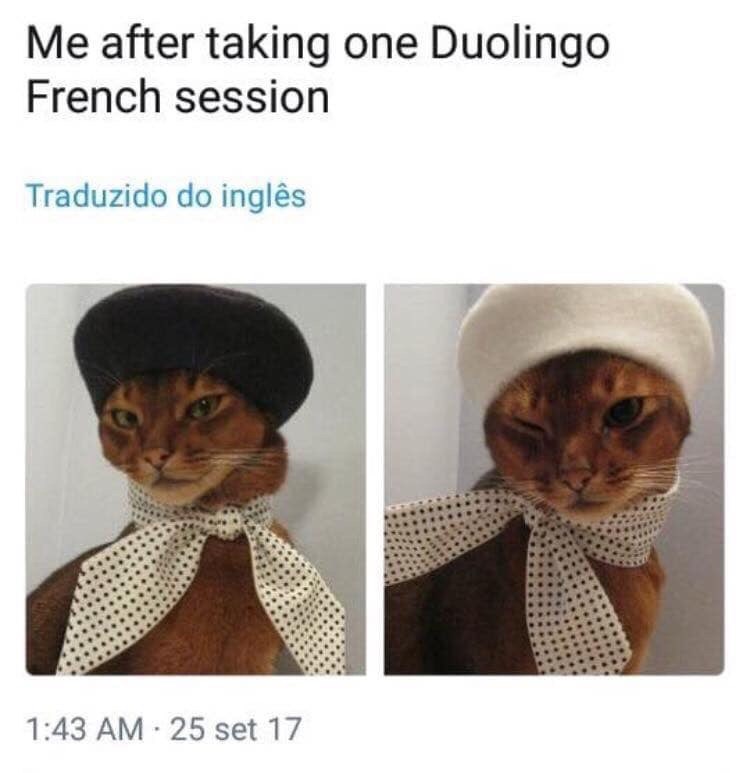 Me after taking one Duolingo
French session
Traduzido do inglês
1:43 AM · 25 set 17